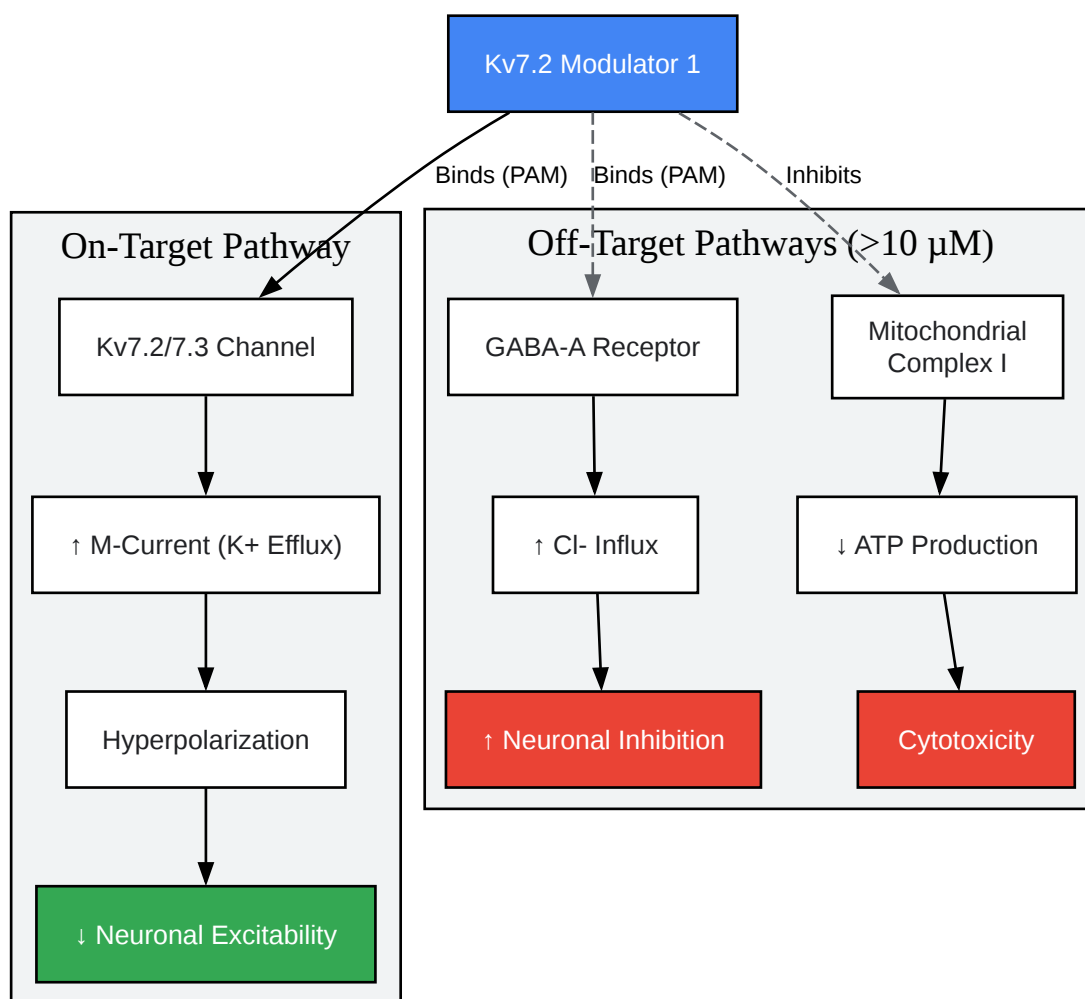 Kv7.2 Modulator 1
Binds (PAM)
Binds (PAM)
Inhibits
On-Target Pathway
Kv7.2/7.3 Channel
↑ M-Current (K+ Efflux)
Hyperpolarization
↓ Neuronal Excitability
Off-Target Pathways (>10 µM)
GABA-A Receptor
↑ Cl- Influx
↑ Neuronal Inhibition
Mitochondrial
Complex I
↓ ATP Production
Cytotoxicity